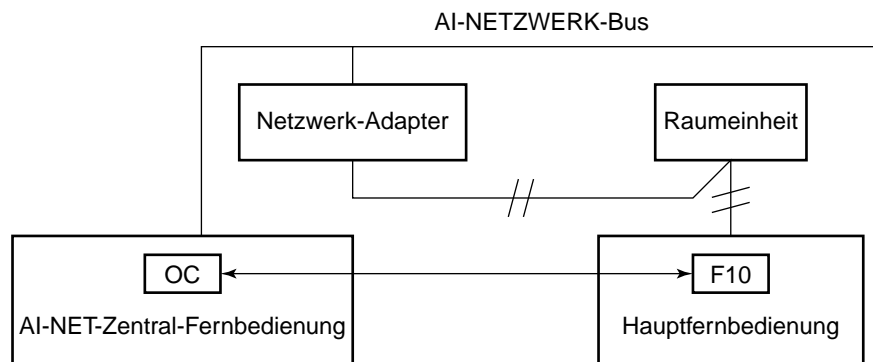 AI-NETZWERK-Bus
Netzwerk-Adapter
Raumeinheit
OC
F10
AI-NET-Zentral-Fernbedienung
Hauptfernbedienung